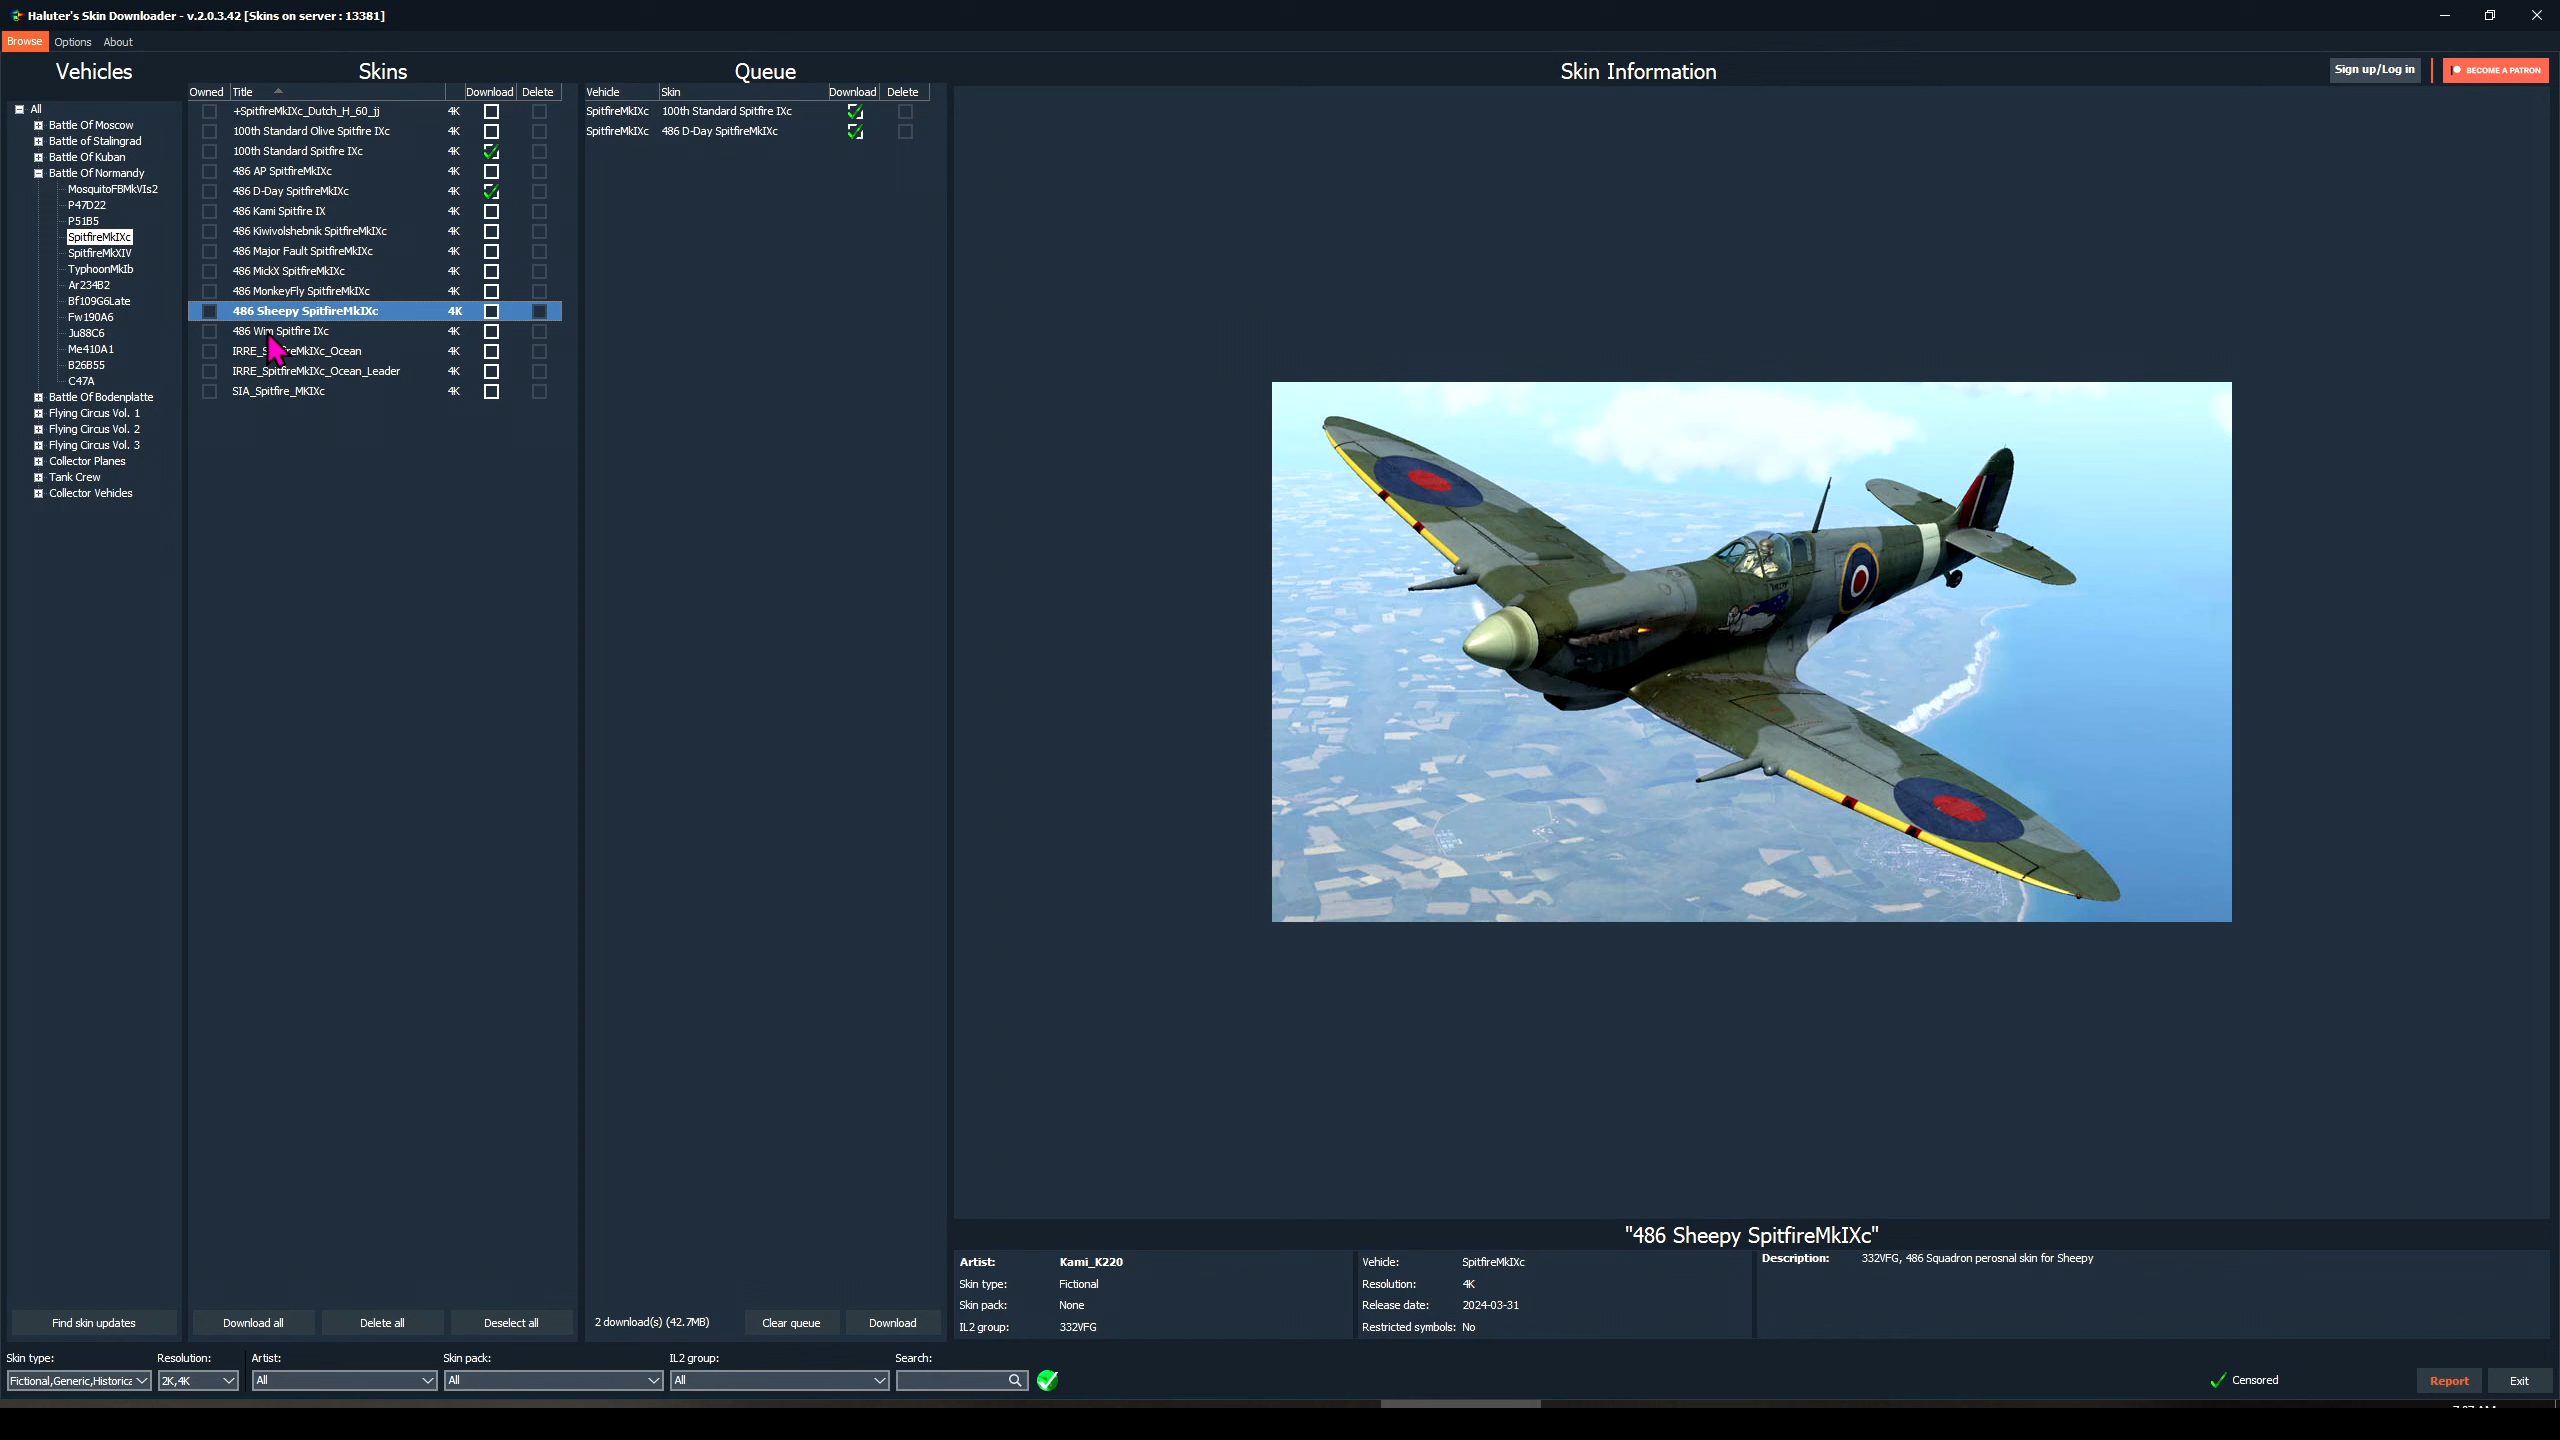 Haluter's Skin Downloader - v.2.0.3.42 [Skins on server : 13381]
Browse Options About
Vehicles
All
Battle Of Moscow
Battle of Stalingrad
Battle Of Kuban
Battle Of Normandy
MosquitoFBMkVIs2
P47D22
P51B5
SpitfireMkIXc
SpitfireMkXIV
TyphoonMkIb
Ar234B2
Bf109G6Late
Fw190A6
Ju88C6
Me410A1
B26B55
C47A
Battle Of Bodenplatte
Flying Circus Vol. 1
Flying Circus Vol. 2
Flying Circus Vol. 3
Collector Planes
Tank Crew
Collector Vehicles
Find skin updates
Skins
Owned Title Download Delete
+SpitfireMkIXc_Dutch_H_60_jj 4K
100th Standard Olive Spitfire IXc 4K
100th Standard Spitfire IXc 4K
486 AP SpitfireMkIXc 4K
486 D-Day SpitfireMkIXc 4K
486 Kami Spitfire IX 4K
486 Kiwivolshebnik SpitfireMkIXc 4K
486 Major Fault SpitfireMkIXc 4K
486 MickX SpitfireMkIXc 4K
486 MonkeyFly SpitfireMkIXc 4K
486 Sheepy SpitfireMkIXc 4K
486 Wim Spitfire IXc 4K
IRRE_SpitfireMkIXc_Ocean 4K
IRRE_SpitfireMkIXc_Ocean_Leader 4K
SIA_Spitfire_MKIXc 4K
Download all Delete all Deselect all
Queue
Vehicle Skin Download Delete
SpitfireMkIXc 100th Standard Spitfire IXc
SpitfireMkIXc 486 D-Day SpitfireMkIXc
2 download(s) (42.7MB) Clear queue Download
Skin Information
Sign up/Log in BECOME A PATRON
"486 Sheepy SpitfireMkIXc"
Artist: Kami_K220
Skin type: Fictional
Skin pack: None
IL2 group: 332VFG
Vehicle: SpitfireMkIXc
Resolution: 4K
Release date: 2024-03-31
Restricted symbols: No
Description: 332VFG, 486 Squadron perosnal skin for Sheepy
Skin type: Resolution: Artist: Skin pack: IL2 group: Search:
Fictional,Generic,Historica 2K,4K All All All
Censored Report Exit